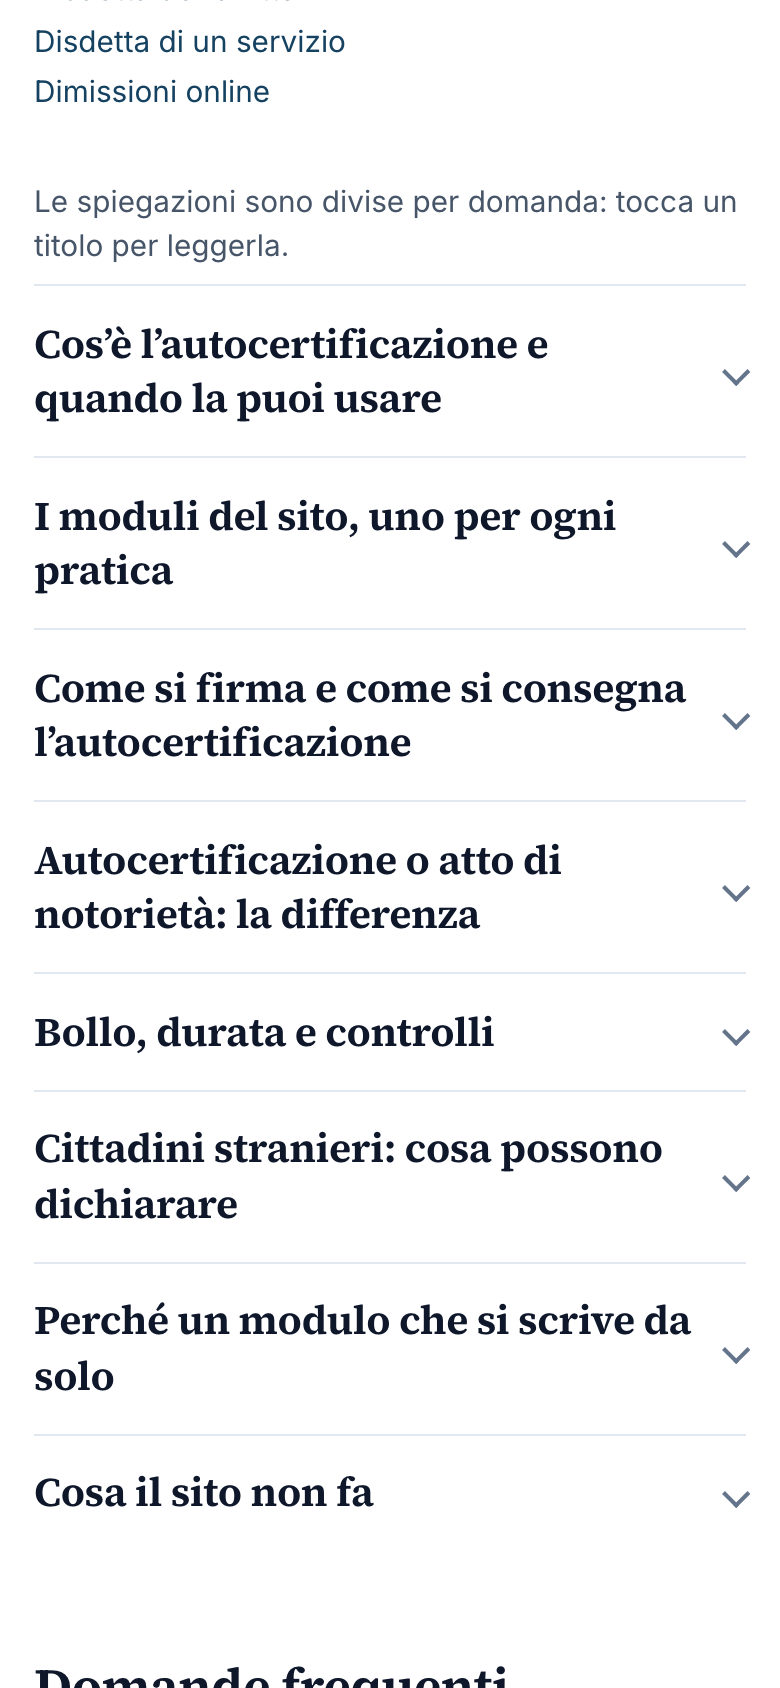 Disdetta di un servizio
Dimissioni online
Le spiegazioni sono divise per domanda: tocca un
titolo per leggerla.
Cos’è l’autocertificazione e
quando la puoi usare
I moduli del sito, uno per ogni
pratica
Come si firma e come si consegna
l’autocertificazione
Autocertificazione o atto di
notorietà: la differenza
Bollo, durata e controlli
Cittadini stranieri: cosa possono
dichiarare
Perché un modulo che si scrive da
solo
Cosa il sito non fa
Domande frequenti